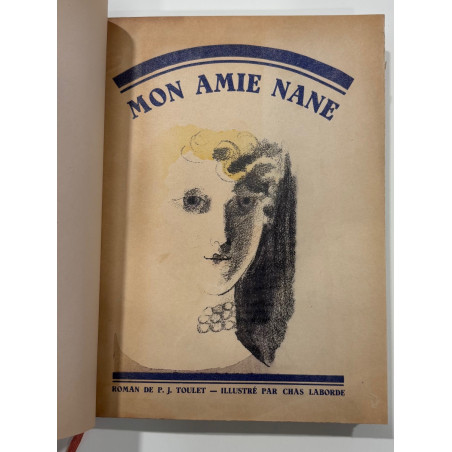 MON AMIE NANE
ROMAN DE P. J. TOULET — ILLUSTRÉ PAR CHAS LABORDE